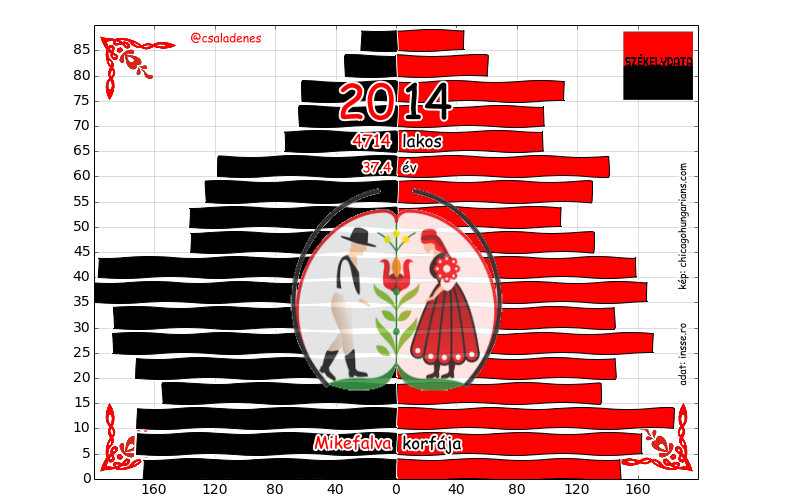 @csaladenes
SZÉKELYDATA
2014
4714 lakos
37.4 év
kép: chicagohungarians.com
adat: insse.ro
Mikefalva korfája
85
80
75
70
65
60
55
50
45
40
35
30
25
20
15
10
5
0
160 120 80 40 0 40 80 120 160